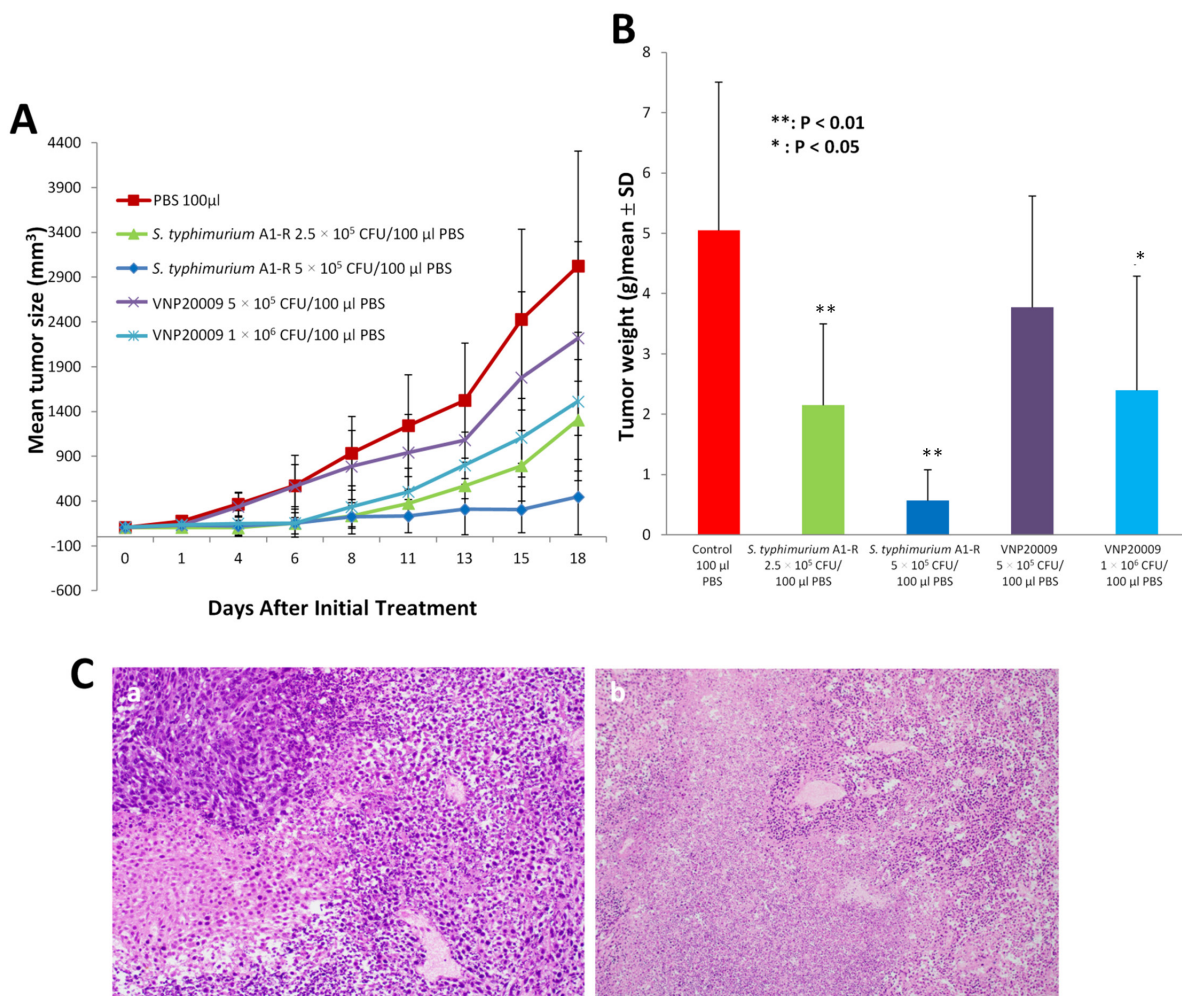 A
Mean tumor size (mm³)
4400
3900
3400
2900
2400
1900
1400
900
400
-100
-600
PBS 100µl
S. typhimurium A1-R 2.5 × 10⁵ CFU/100 µl PBS
S. typhimurium A1-R 5 × 10⁵ CFU/100 µl PBS
VNP20009 5 × 10⁵ CFU/100 µl PBS
VNP20009 1 × 10⁶ CFU/100 µl PBS
0 1 4 6 8 11 13 15 18
Days After Initial Treatment
B
Tumor weight (g)mean ± SD
8
7
6
5
4
3
2
1
0
**: P < 0.01
* : P < 0.05
**
**
*
Control
100 µl
PBS
S. typhimurium A1-R
2.5 × 10⁵ CFU/
100 µl PBS
S. typhimurium A1-R
5 × 10⁵ CFU/
100 µl PBS
VNP20009
5 × 10⁵ CFU/
100 µl PBS
VNP20009
1 × 10⁶ CFU/
100 µl PBS
C
a
b